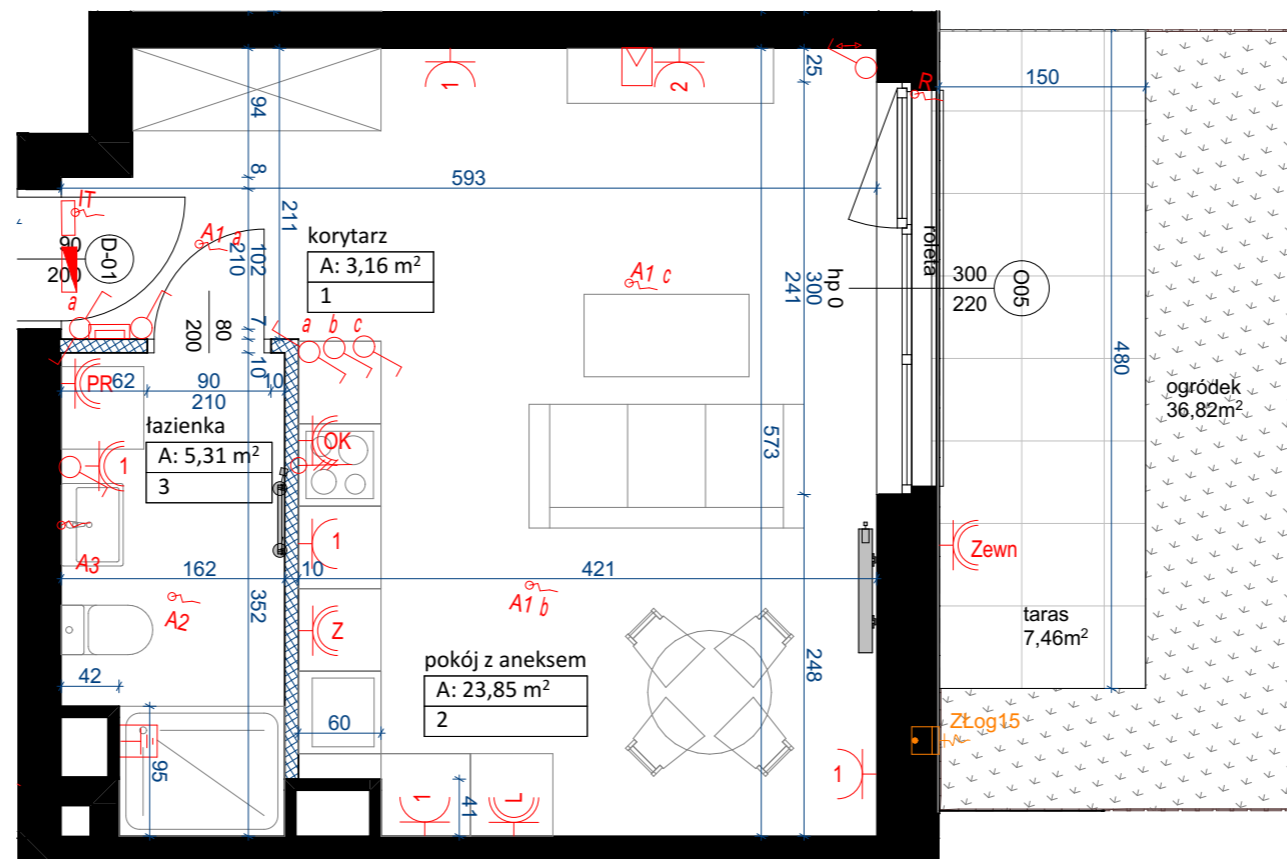 25
150
94
1
2
R
8
593
IT
A1 a
211
korytarz
A: 3,16 m²
1
90
200
D-01
210
102
A1 c
hp 0
300
241
roleta
300
220
O05
a
80
200
7
a b c
480
ogródek
36,82m²
PR
62
90
10
10
210
łazienka
A: 5,31 m²
3
OK
573
1
1
Zewn
A3
162
10
421
A2
352
A1 b
Z
taras
7,46m²
42
pokój z aneksem
A: 23,85 m²
2
248
60
ZŁog15
95
1
41
L
1